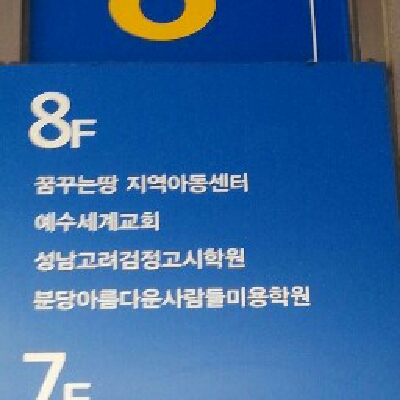 8F
꿈꾸는땅 지역아동센터
예수세계교회
성남고려검정고시학원
분당아름다운사람들미용학원
7F